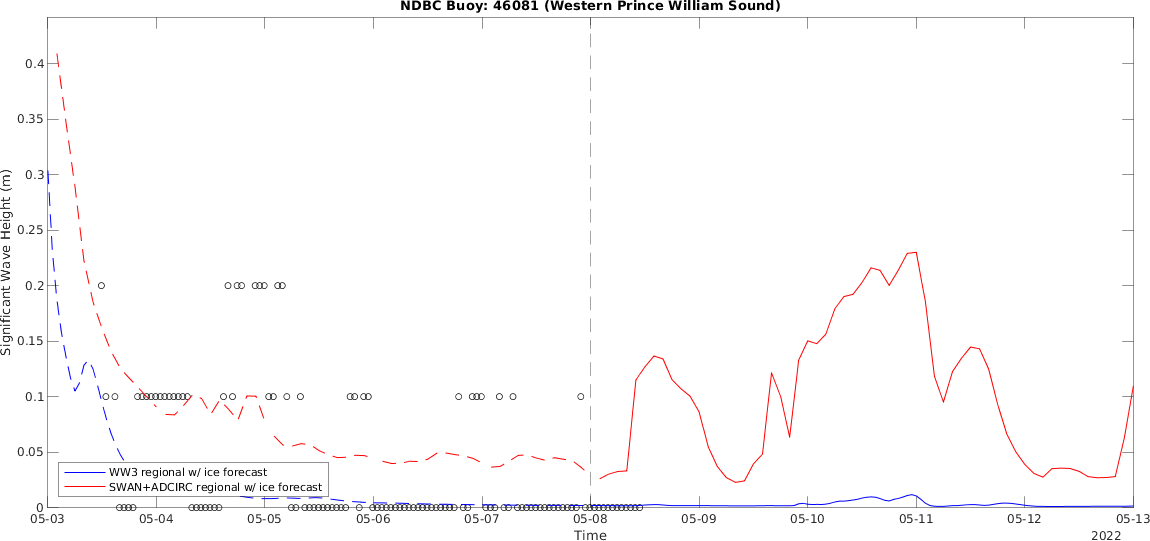 NDBC Buoy: 46081 (Western Prince William Sound)
Significant Wave Height (m)
0.4
0.35
0.3
0.25
0.2
0.15
0.1
0.05
0
WW3 regional w/ ice forecast
SWAN+ADCIRC regional w/ ice forecast
05-03 05-04 05-05 05-06 05-07 05-08 05-09 05-10 05-11 05-12 05-13
Time
2022